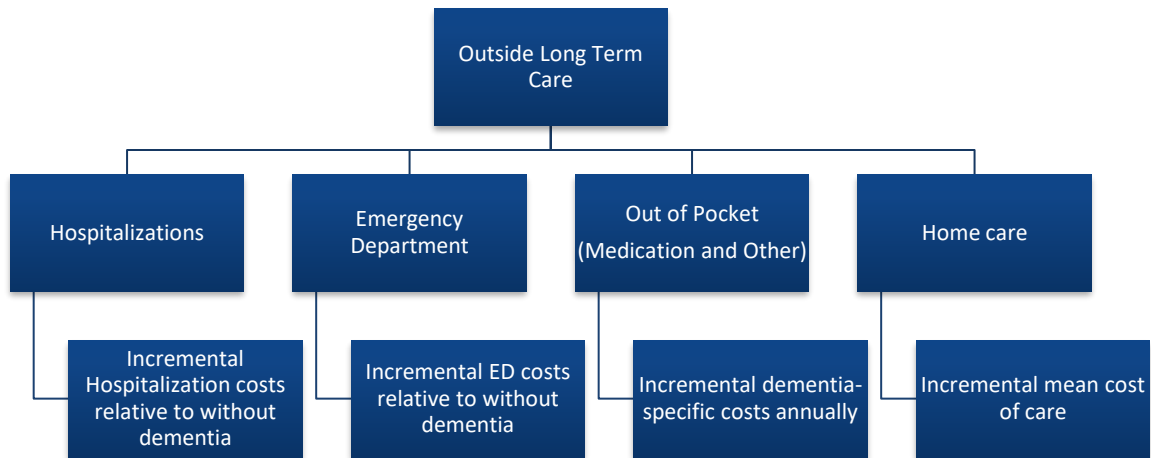 Outside Long Term
Care
Hospitalizations
Emergency
Department
Out of Pocket
(Medication and Other)
Home care
Incremental
Hospitalization costs
relative to without
dementia
Incremental ED costs
relative to without
dementia
Incremental dementia-
specific costs annually
Incremental mean cost
of care